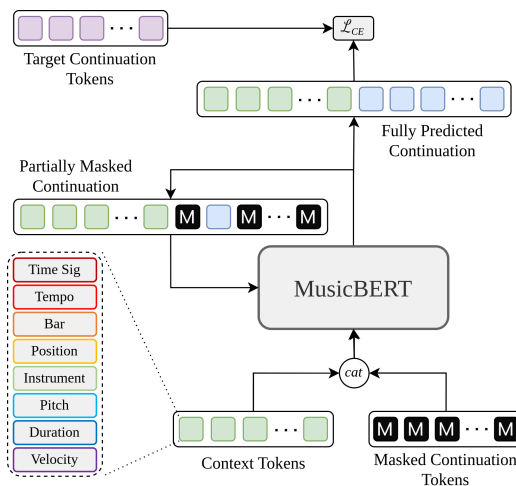 ℒCE
Target Continuation
Tokens
Fully Predicted
Continuation
Partially Masked
Continuation
M M M
MusicBERT
Time Sig
Tempo
Bar
Position
Instrument
Pitch
Duration
Velocity
cat
M M M M
Context Tokens
Masked Continuation
Tokens